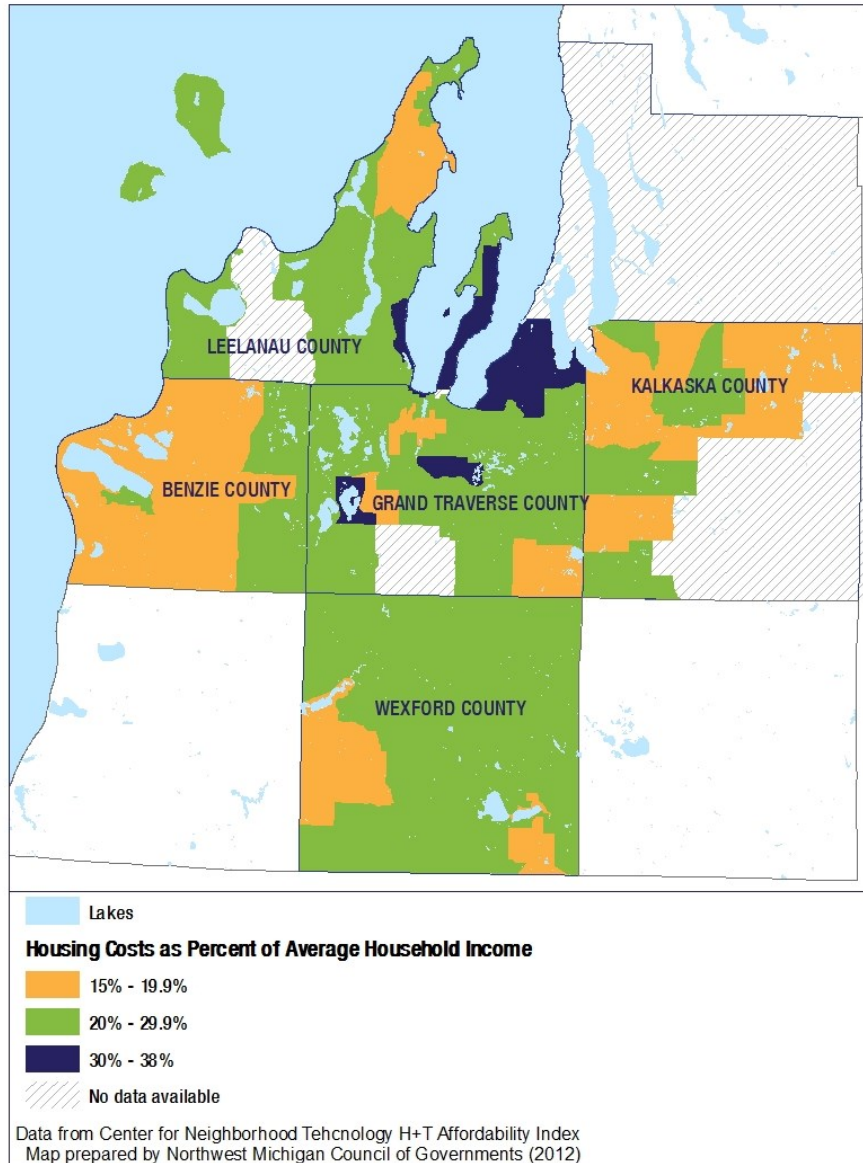 LEELANAU COUNTY
KALKASKA COUNTY
BENZIE COUNTY
GRAND TRAVERSE COUNTY
WEXFORD COUNTY
Lakes
Housing Costs as Percent of Average Household Income
15% - 19.9%
20% - 29.9%
30% - 38%
No data available
Data from Center for Neighborhood Tehcnology H+T Affordability Index
Map prepared by Northwest Michigan Council of Governments (2012)